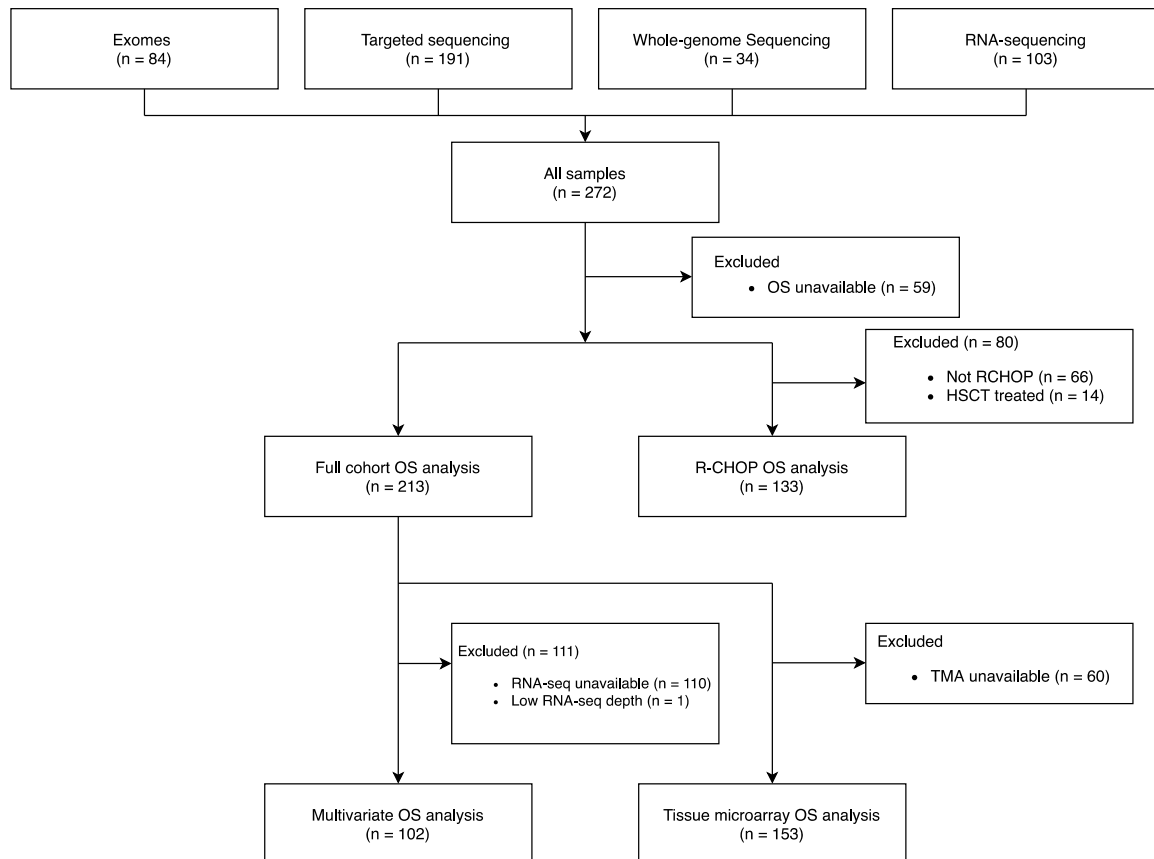 Exomes
(n = 84)
Targeted sequencing
(n = 191)
Whole-genome Sequencing
(n = 34)
RNA-sequencing
(n = 103)
All samples
(n = 272)
Excluded
• OS unavailable (n = 59)
Excluded (n = 80)
• Not RCHOP (n = 66)
• HSCT treated (n = 14)
Full cohort OS analysis
(n = 213)
R-CHOP OS analysis
(n = 133)
Excluded (n = 111)
• RNA-seq unavailable (n = 110)
• Low RNA-seq depth (n = 1)
Excluded
• TMA unavailable (n = 60)
Multivariate OS analysis
(n = 102)
Tissue microarray OS analysis
(n = 153)